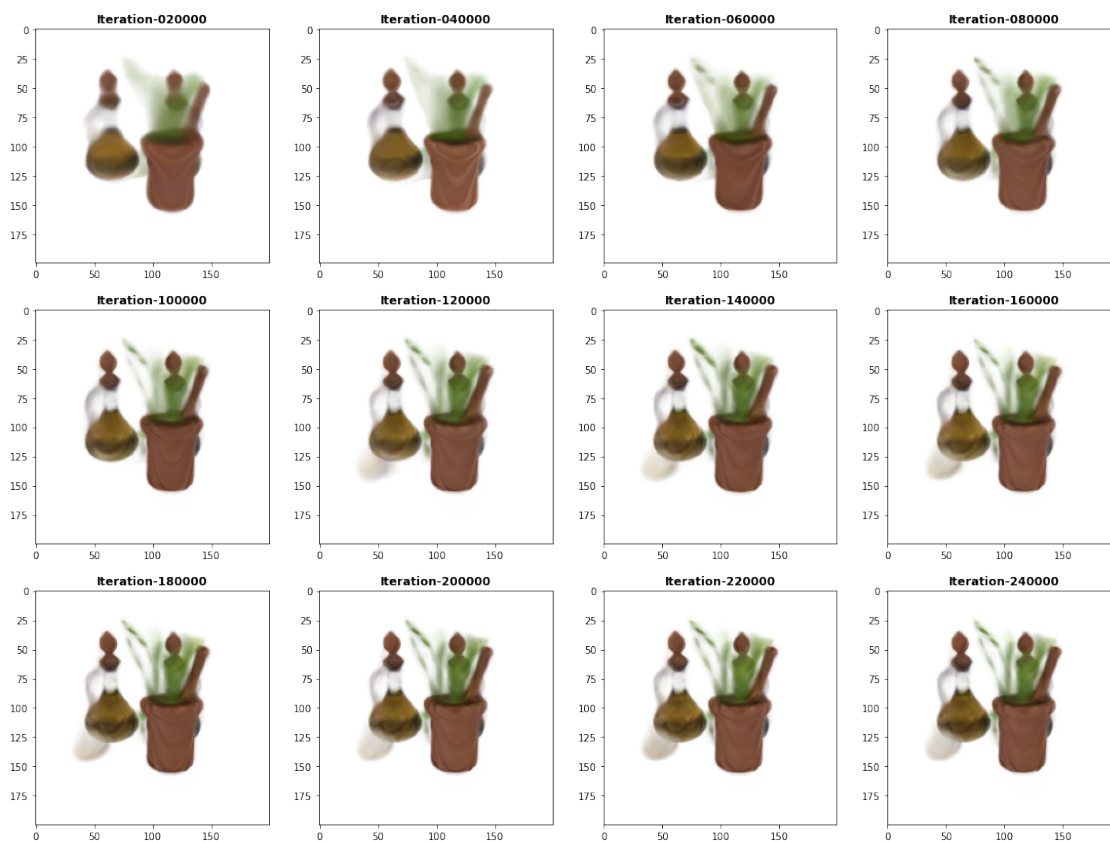 Iteration-020000 Iteration-040000 Iteration-060000 Iteration-080000
0 0 0 0
25 25 25 25
50 50 50 50
75 75 75 75
100 100 100 100
125 125 125 125
150 150 150 150
175 175 175 175
0 50 100 150 0 50 100 150 0 50 100 150 0 50 100 150
Iteration-100000 Iteration-120000 Iteration-140000 Iteration-160000
0 0 0 0
25 25 25 25
50 50 50 50
75 75 75 75
100 100 100 100
125 125 125 125
150 150 150 150
175 175 175 175
0 50 100 150 0 50 100 150 0 50 100 150 0 50 100 150
Iteration-180000 Iteration-200000 Iteration-220000 Iteration-240000
0 0 0 0
25 25 25 25
50 50 50 50
75 75 75 75
100 100 100 100
125 125 125 125
150 150 150 150
175 175 175 175
0 50 100 150 0 50 100 150 0 50 100 150 0 50 100 150